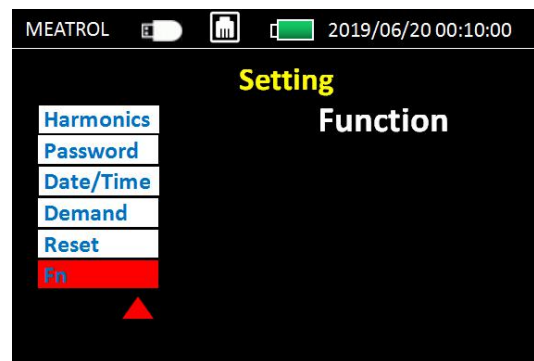 MEATROL 2019/06/20 00:10:00
Setting
Function
Harmonics
Password
Date/Time
Demand
Reset
Fn